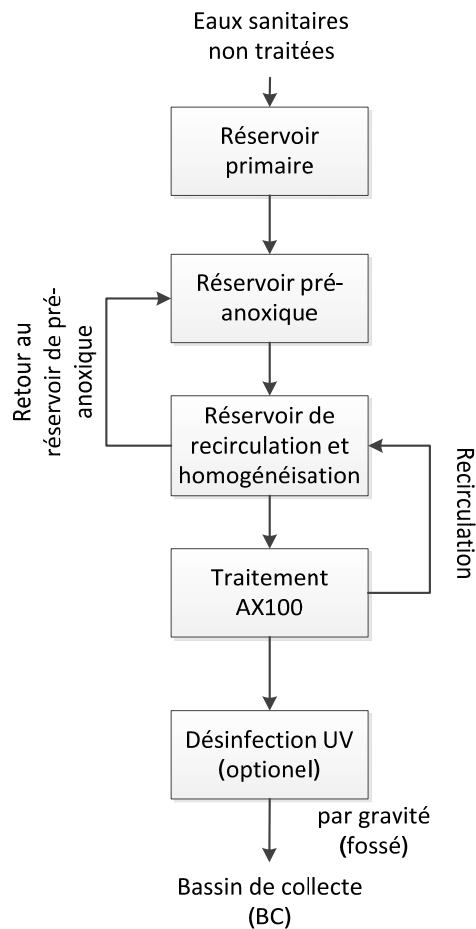 Eaux sanitaires
non traitées
Réservoir
primaire
Réservoir pré-
anoxique
Retour au
réservoir de pré-
anoxique
Réservoir de
recirculation et
homogénéisation
Recirculation
Traitement
AX100
Désinfection UV
(optionel)
par gravité
(fossé)
Bassin de collecte
(BC)